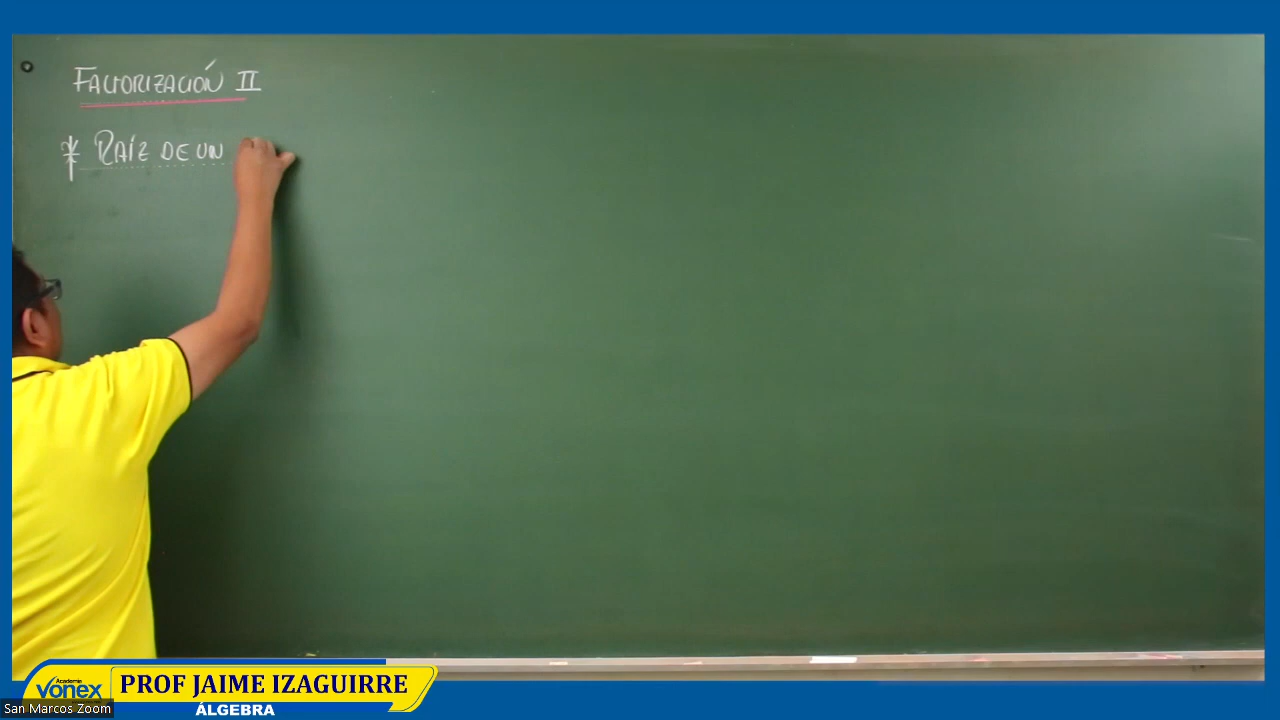 FACTORIZACIÓN II
* RAÍZ DE UN
Academia
VONEX
PROF JAIME IZAGUIRRE
ÁLGEBRA
San Marcos Zoom